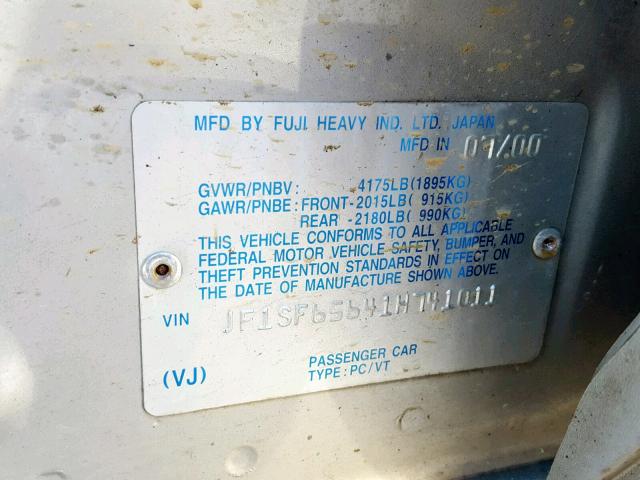 MFD BY FUJI HEAVY IND. LTD. JAPAN
MFD IN 07/00
GVWR/PNBV: 4175LB(1895KG)
GAWR/PNBE: FRONT-2015LB( 915KG)
REAR -2180LB( 990KG)
THIS VEHICLE CONFORMS TO ALL APPLICABLE
FEDERAL MOTOR VEHICLE SAFETY, BUMPER, AND
THEFT PREVENTION STANDARDS IN EFFECT ON
THE DATE OF MANUFACTURE SHOWN ABOVE.
VIN JF1SF65641H741011
(VJ) PASSENGER CAR
TYPE: PC/VT